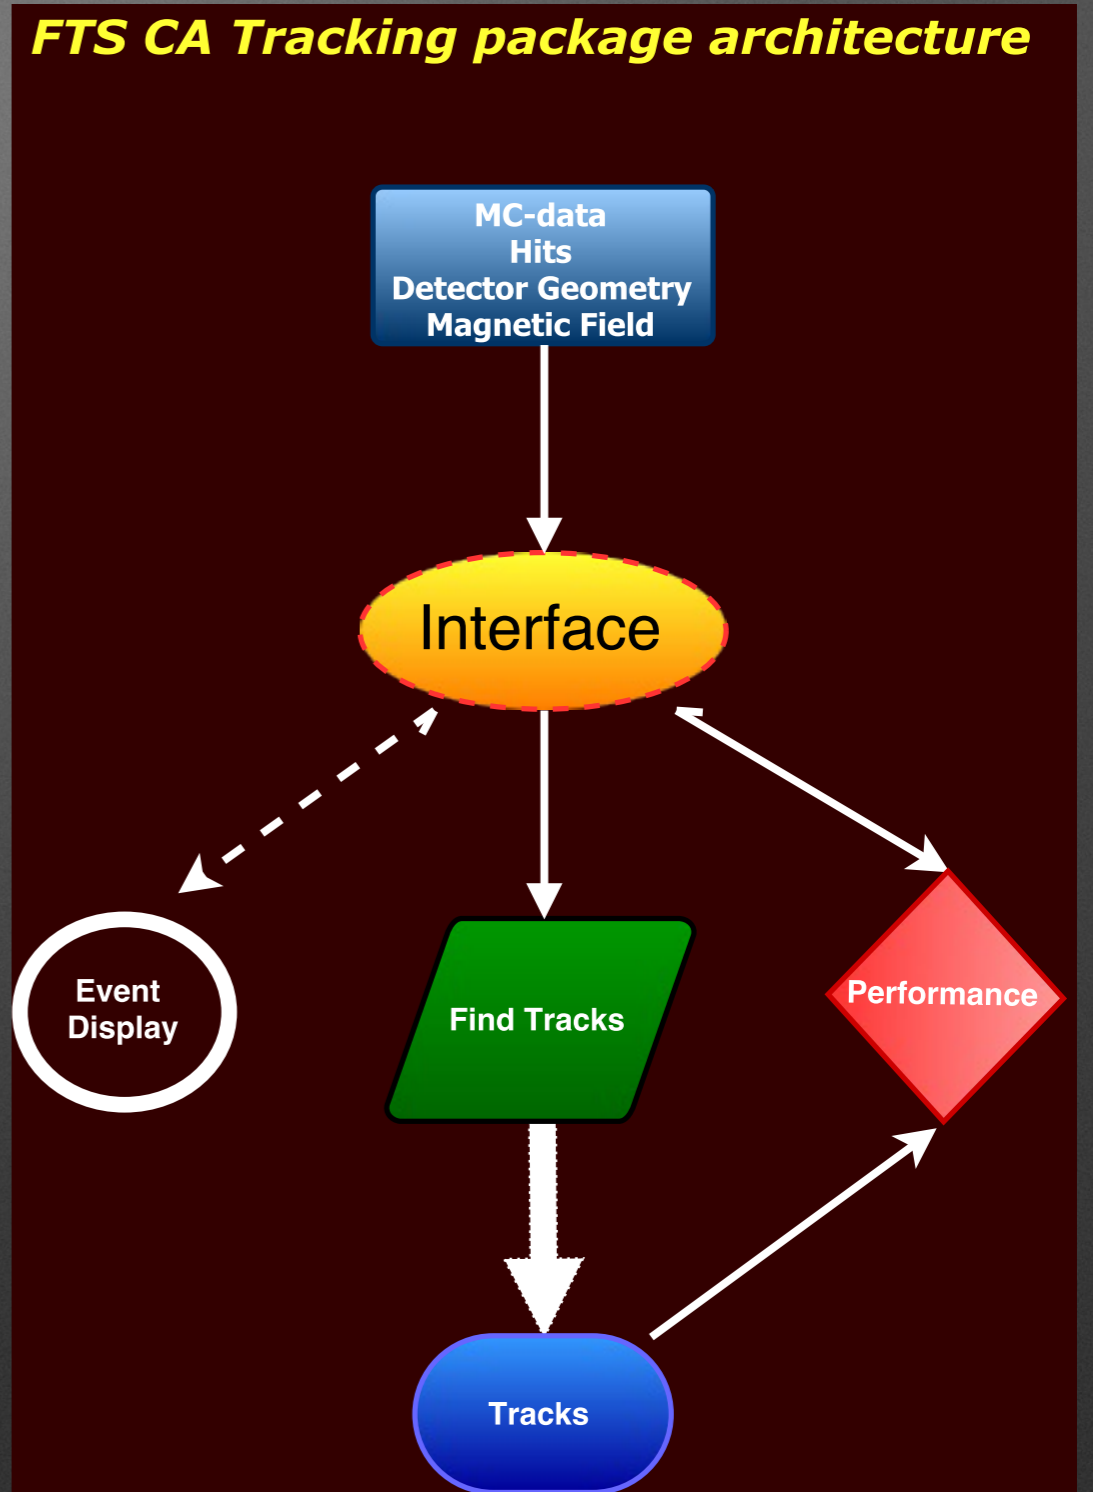 FTS CA Tracking package architecture
MC-data
Hits
Detector Geometry
Magnetic Field
Interface
Event
Display
Find Tracks
Performance
Tracks